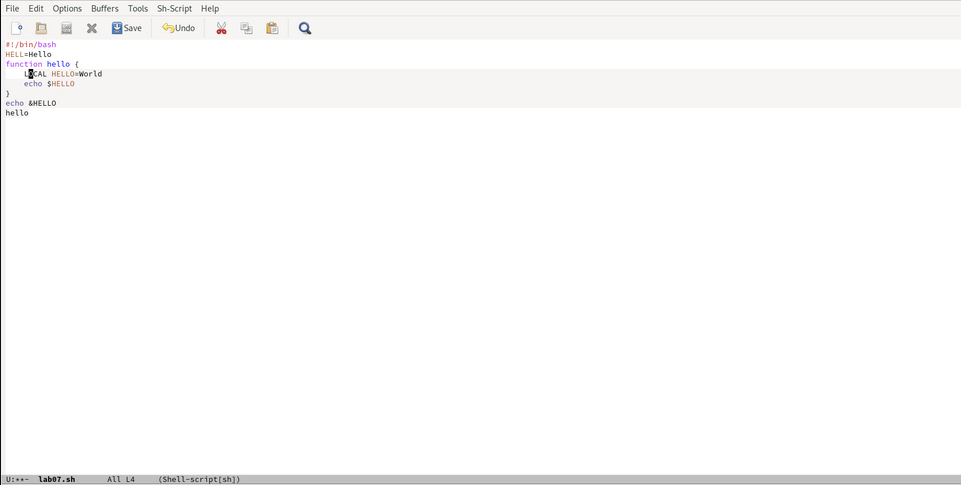 File Edit Options Buffers Tools Sh-Script Help
Save Undo
#!/bin/bash
HELL=Hello
function hello {
    LOCAL HELLO=World
    echo $HELLO
}
echo &HELLO
hello
U:**-  lab07.sh  All L4  (Shell-script[sh])